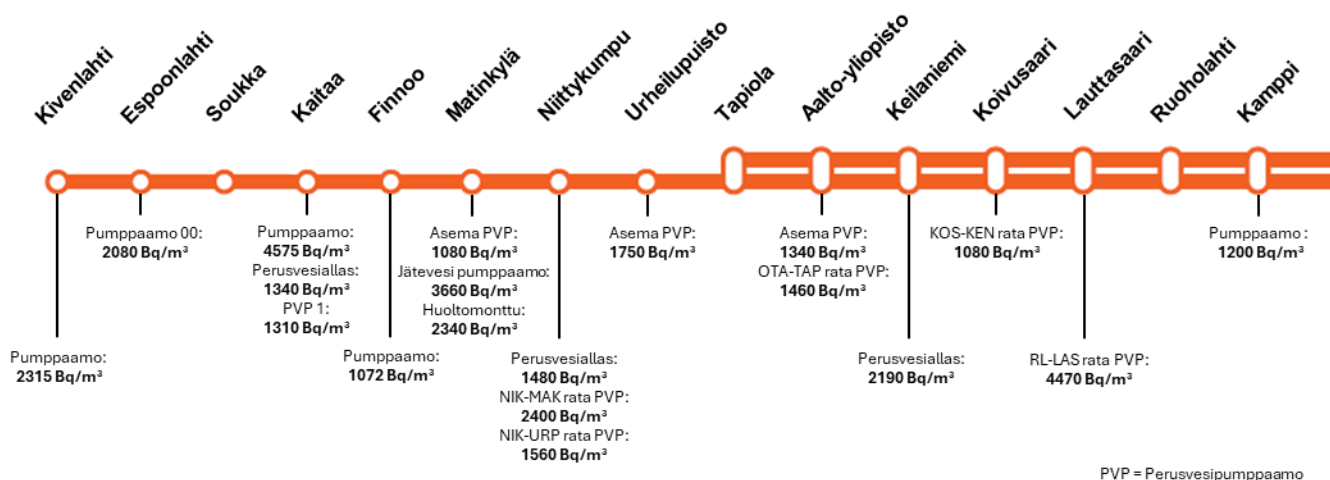 Kivenlahti
Espoonlahti
Soukka
Kaitaa
Finnoo
Matinkylä
Niittykumpu
Urheilupuisto
Tapiola
Aalto-yliopisto
Keilaniemi
Koivusaari
Lauttasaari
Ruoholahti
Kamppi
Pumppaamo:
2315 Bq/m³
Pumppaamo 00:
2080 Bq/m³
Pumppaamo:
4575 Bq/m³
Perusvesiallas:
1340 Bq/m³
PVP 1:
1310 Bq/m³
Pumppaamo:
1072 Bq/m³
Asema PVP:
1080 Bq/m³
Jätevesi pumppaamo:
3660 Bq/m³
Huoltomonttu:
2340 Bq/m³
Perusvesiallas:
1480 Bq/m³
NIK-MAK rata PVP:
2400 Bq/m³
NIK-URP rata PVP:
1560 Bq/m³
Asema PVP:
1750 Bq/m³
Asema PVP:
1340 Bq/m³
OTA-TAP rata PVP:
1460 Bq/m³
Perusvesiallas:
2190 Bq/m³
KOS-KEN rata PVP:
1080 Bq/m³
RL-LAS rata PVP:
4470 Bq/m³
Pumppaamo :
1200 Bq/m³
PVP = Perusvesipumppaamo